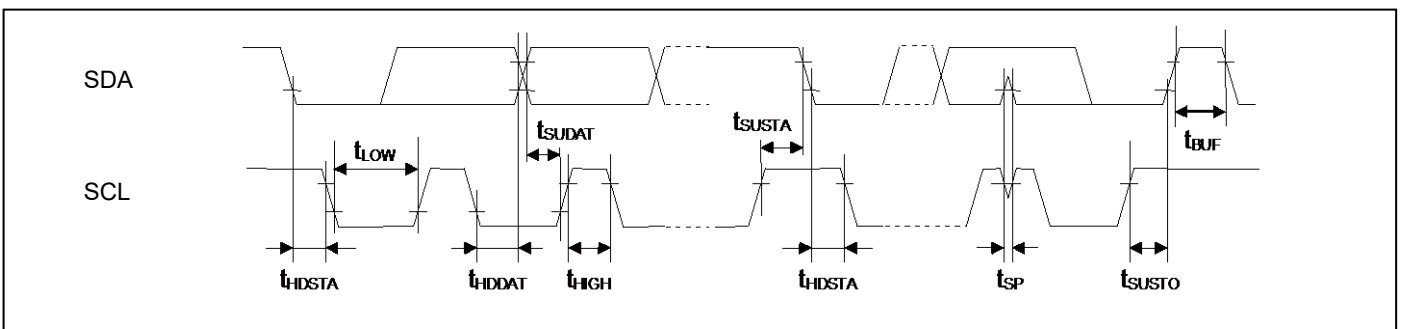 SDA
tSUDAT
tSUSTA
tBUF
tLOW
SCL
tHDSTA
tHDDAT
tHIGH
tHDSTA
tSP
tSUSTO